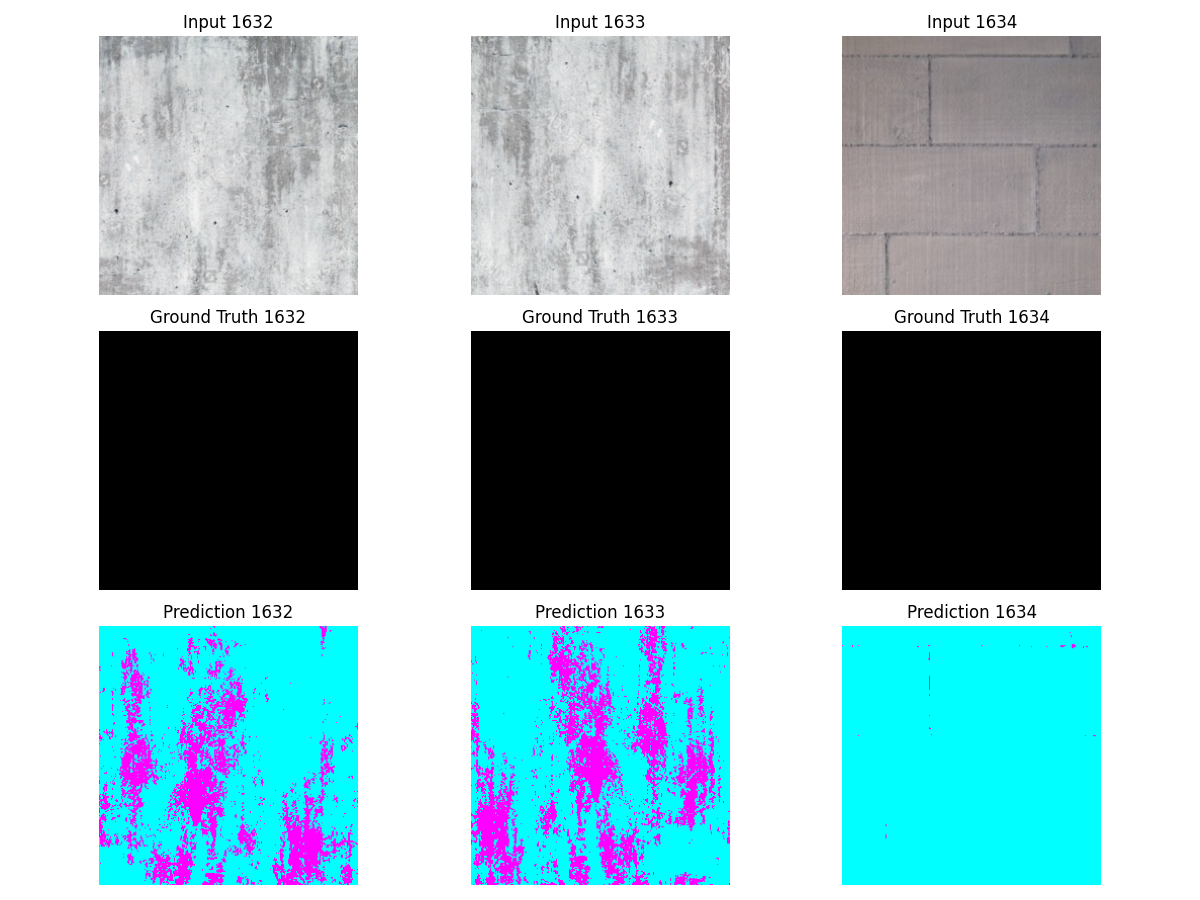 Input 1632
Input 1633
Input 1634
Ground Truth 1632
Ground Truth 1633
Ground Truth 1634
Prediction 1632
Prediction 1633
Prediction 1634